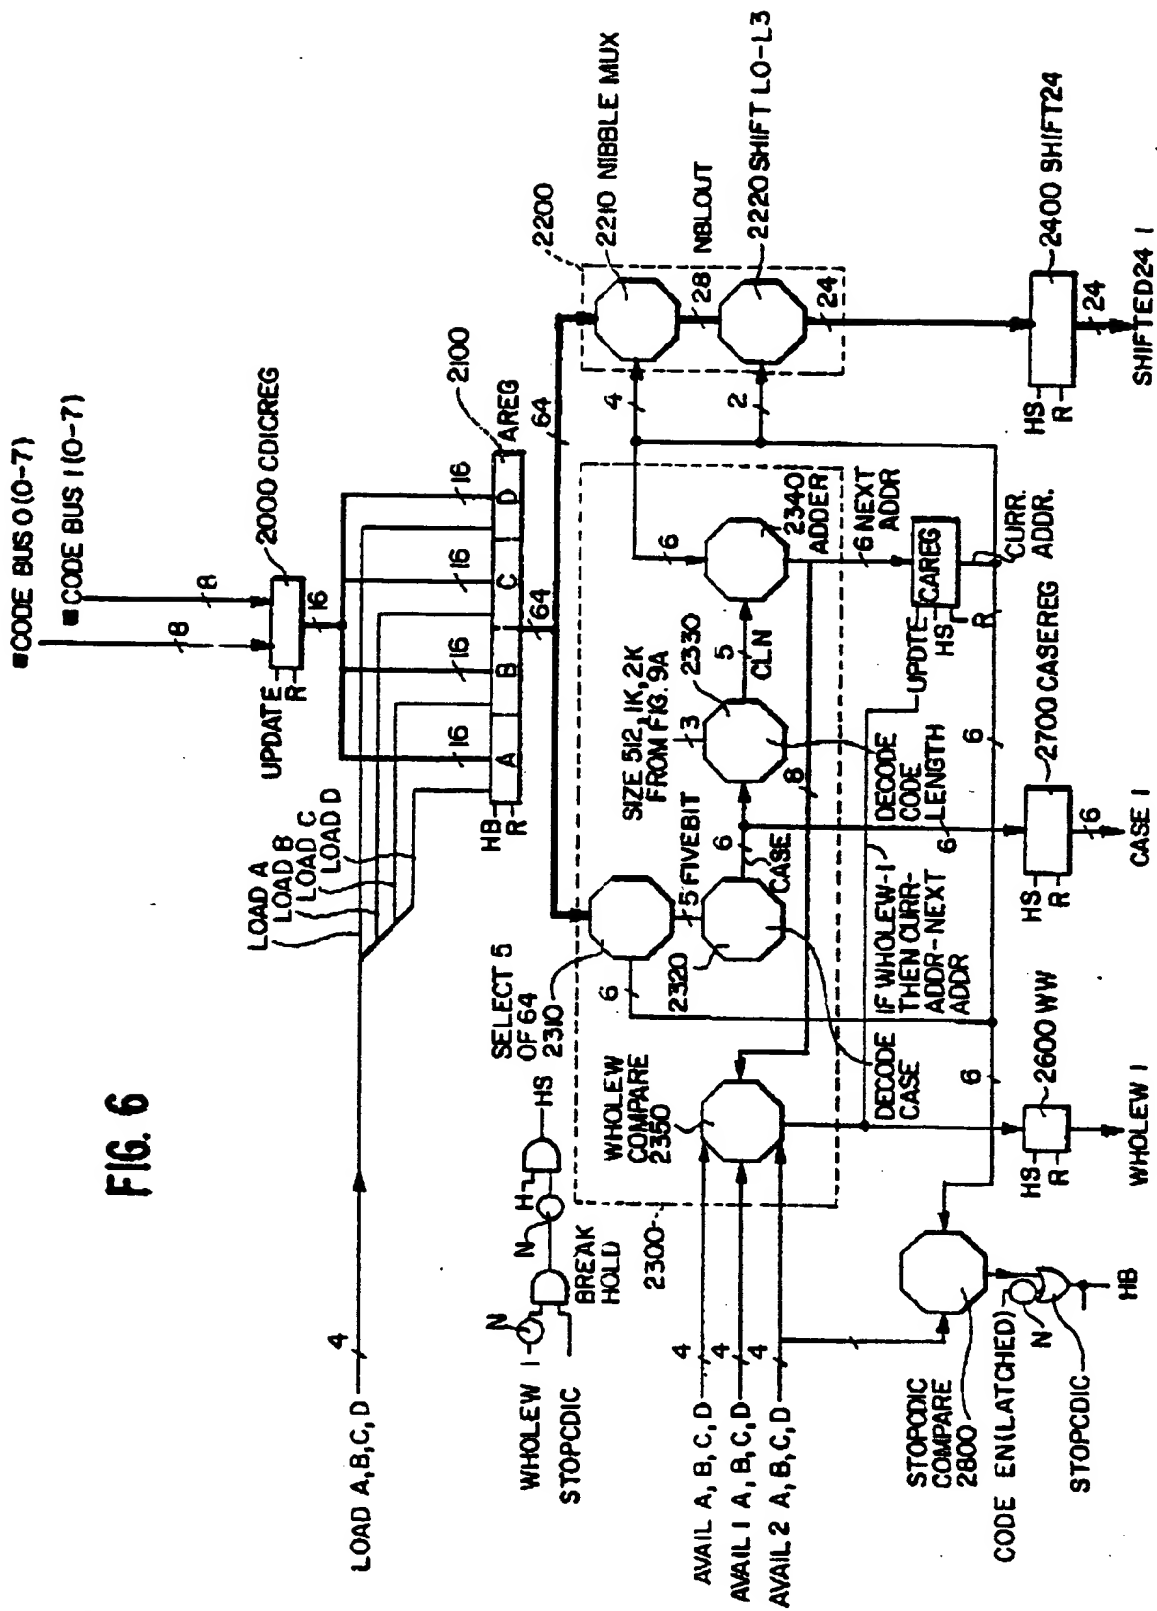 FIG. 6
■CODE BUS 0 (0-7)
■CODE BUS 1 (0-7)
8
8
2000 CDICREG
UPDATE
R
16
LOAD A
LOAD B
LOAD C
LOAD D
LOAD A, B, C, D
4
16
16
16
16
A
B
C
D
AREG
2100
HB
R
64
64
WHOLEW 1
N
STOPCDIC
BREAK
HOLD
N
H
HS
SELECT 5
OF 64
2310
2200
2210 NIBBLE MUX
28
NBLOUT
2220 SHIFT L0-L3
24
4
2
2300
WHOLEW
COMPARE
2350
6
2320
5 FIVEBIT
6
CASE
SIZE 512, 1K, 2K
FROM FIG. 9A
3
2330
5
CLN
6
2340
ADDER
8
6 NEXT
ADDR
AVAIL A, B, C, D
4
AVAIL 1 A, B, C, D
4
AVAIL 2 A, B, C, D
4
DECODE
CASE
IF WHOLEW-1
THEN CURR-
ADDR-NEXT
ADDR
DECODE
CODE
LENGTH
6
UPDTE
CAREG
HS
R
CURR.
ADDR.
6
6
STOPCDIC
COMPARE
2800
CODE EN(LATCHED)
N
STOPCDIC
HB
2600 WW
HS
R
WHOLEW 1
2700 CASEREG
HS
R
6
CASE 1
2400 SHIFT24
HS
R
24
SHIFTED24 1